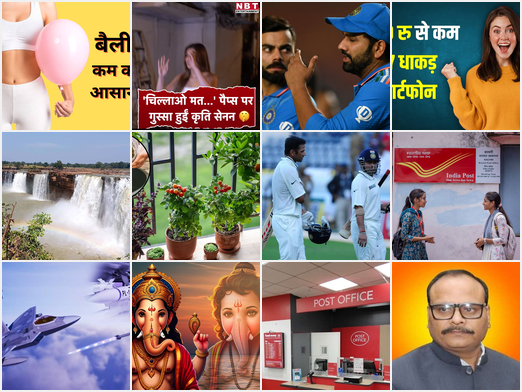 बैली
कम क
आसान
NBT
'चिल्लाओ मत...' पैप्स पर
गुस्सा हुईं कृति सेनन
रु से कम
धाकड़
र्टफोन
India Post
POST OFFICE
POST
OFFICE